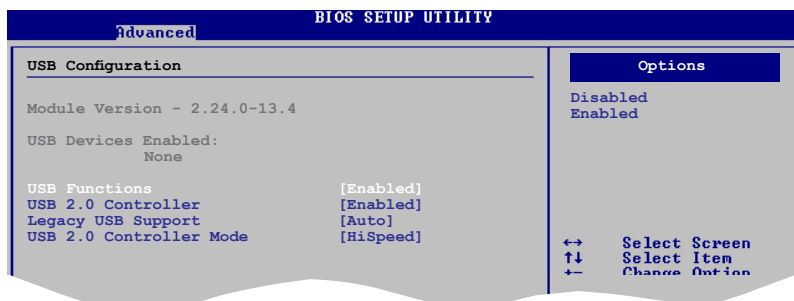 BIOS SETUP UTILITY
Advanced
USB Configuration
Module Version - 2.24.0-13.4
USB Devices Enabled:
None
USB Functions [Enabled]
USB 2.0 Controller [Enabled]
Legacy USB Support [Auto]
USB 2.0 Controller Mode [HiSpeed]
Options
Disabled
Enabled
↔ Select Screen
↑↓ Select Item
+- Change Option